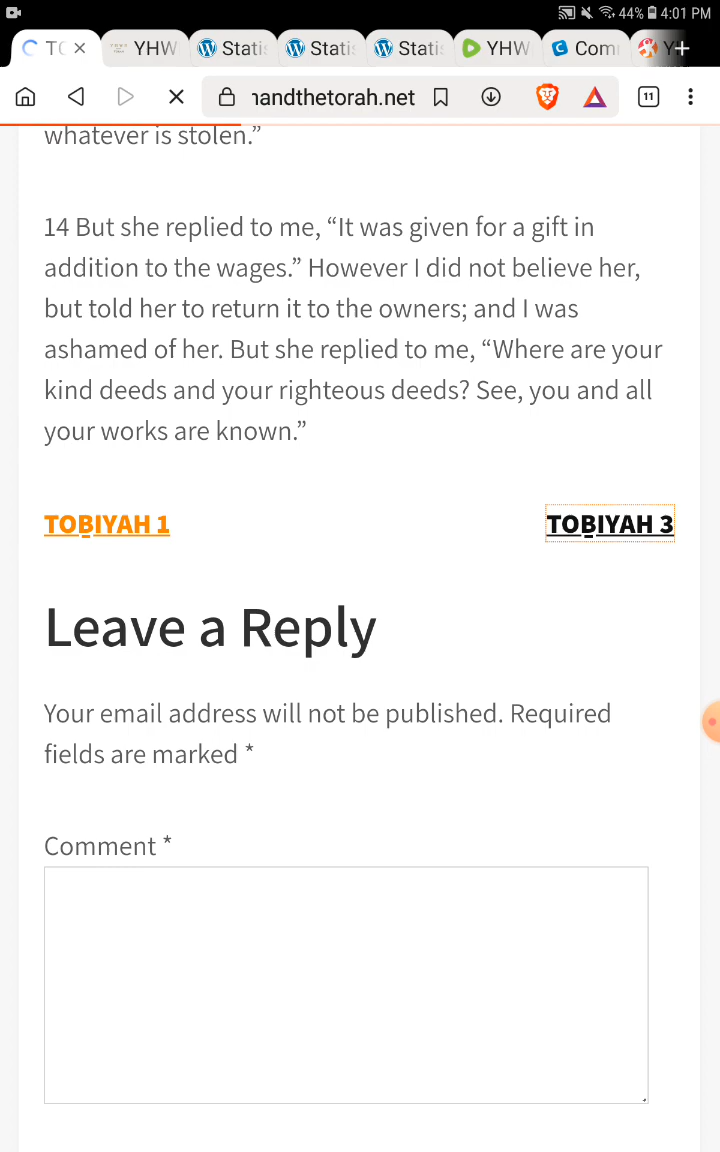 44% 4:01 PM
TO YHW Statis Statis Statis YHW Com Y +
handthetorah.net 11
whatever is stolen.”
14 But she replied to me, “It was given for a gift in
addition to the wages.” However I did not believe her,
but told her to return it to the owners; and I was
ashamed of her. But she replied to me, “Where are your
kind deeds and your righteous deeds? See, you and all
your works are known.”
TOḆIYAH 1 TOḆIYAH 3
Leave a Reply
Your email address will not be published. Required
fields are marked *
Comment *